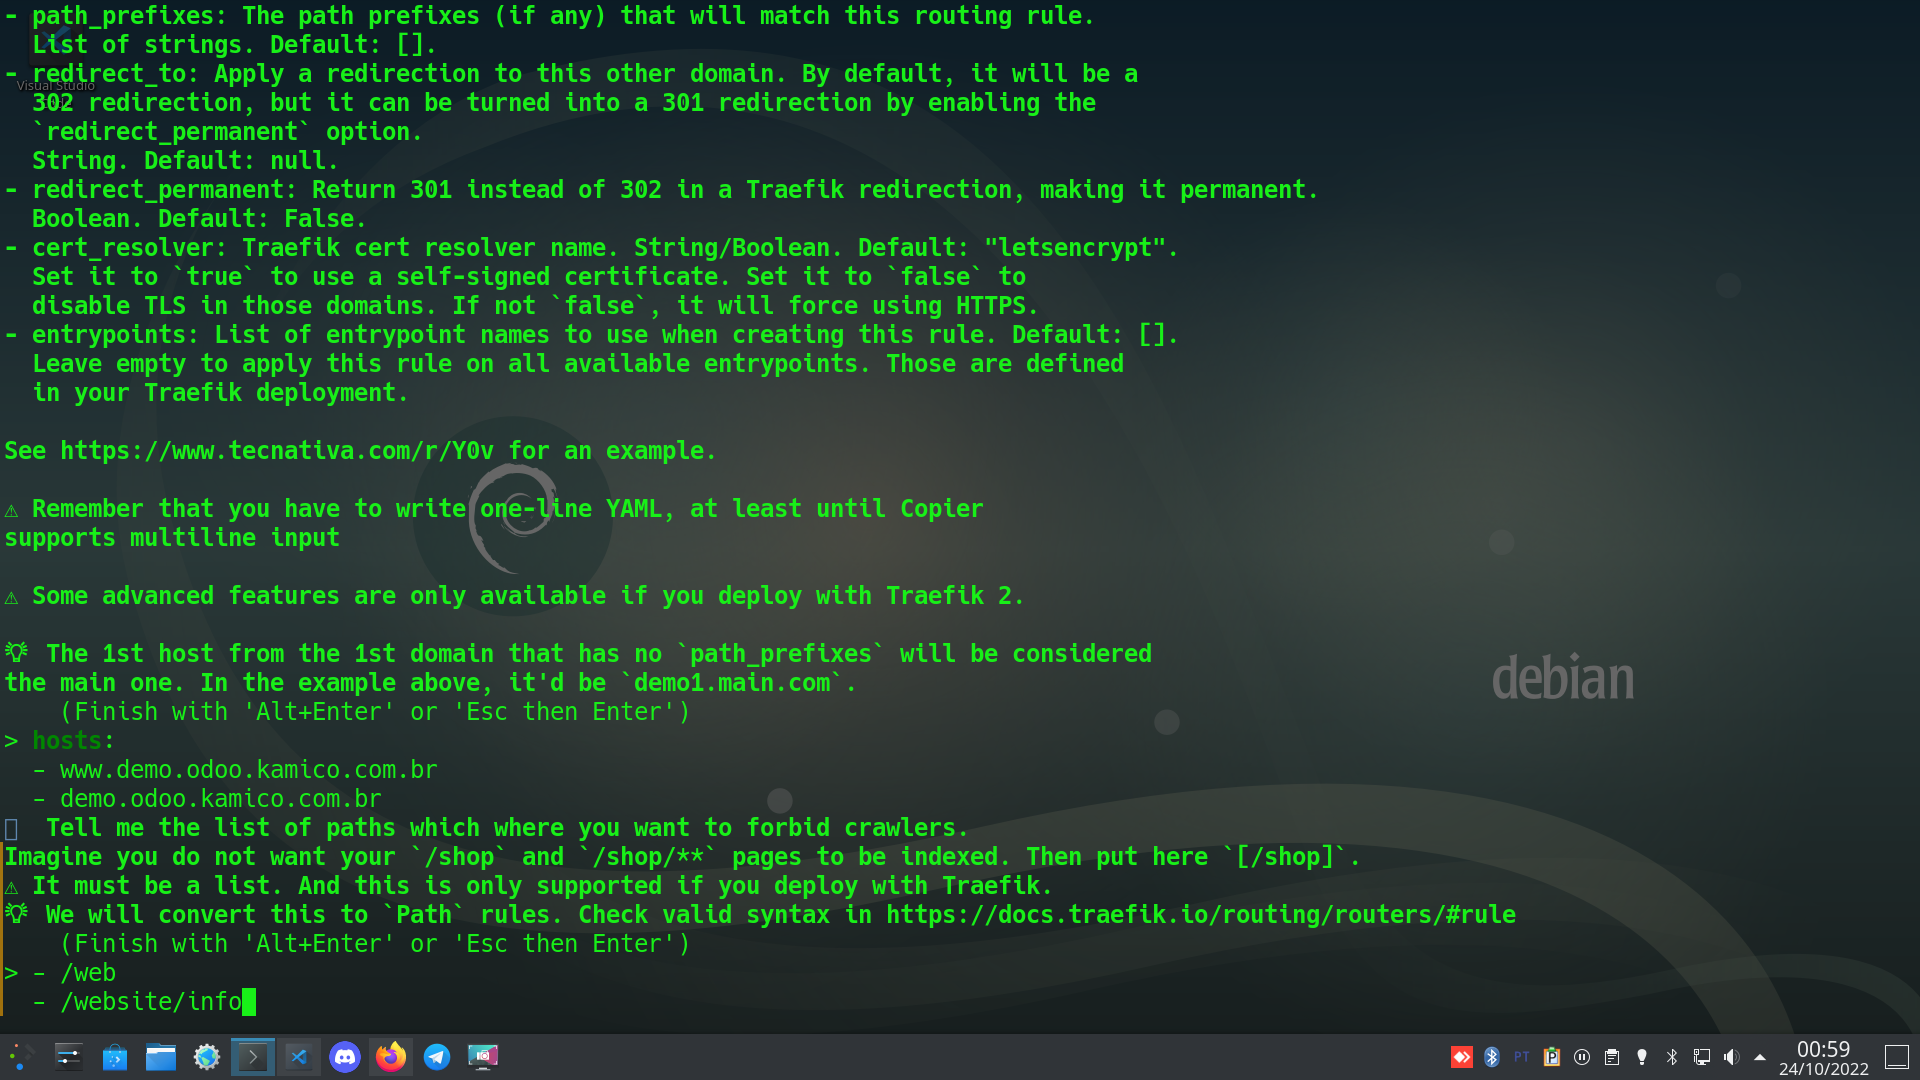 - path_prefixes: The path prefixes (if any) that will match this routing rule.
  List of strings. Default: [].
- redirect_to: Apply a redirection to this other domain. By default, it will be a
Visual Studio
  302 redirection, but it can be turned into a 301 redirection by enabling the
  `redirect_permanent` option.
  String. Default: null.
- redirect_permanent: Return 301 instead of 302 in a Traefik redirection, making it permanent.
  Boolean. Default: False.
- cert_resolver: Traefik cert resolver name. String/Boolean. Default: "letsencrypt".
  Set it to `true` to use a self-signed certificate. Set it to `false` to
  disable TLS in those domains. If not `false`, it will force using HTTPS.
- entrypoints: List of entrypoint names to use when creating this rule. Default: [].
  Leave empty to apply this rule on all available entrypoints. Those are defined
  in your Traefik deployment.
See https://www.tecnativa.com/r/Y0v for an example.
⚠ Remember that you have to write one-line YAML, at least until Copier
supports multiline input
⚠ Some advanced features are only available if you deploy with Traefik 2.
💡 The 1st host from the 1st domain that has no `path_prefixes` will be considered
the main one. In the example above, it'd be `demo1.main.com`.
    (Finish with 'Alt+Enter' or 'Esc then Enter')
> hosts:
  - www.demo.odoo.kamico.com.br
  - demo.odoo.kamico.com.br
Tell me the list of paths which where you want to forbid crawlers.
Imagine you do not want your `/shop` and `/shop/**` pages to be indexed. Then put here `[/shop]`.
⚠ It must be a list. And this is only supported if you deploy with Traefik.
💡 We will convert this to `Path` rules. Check valid syntax in https://docs.traefik.io/routing/routers/#rule
    (Finish with 'Alt+Enter' or 'Esc then Enter')
> - /web
  - /website/info
debian
PT
00:59
24/10/2022